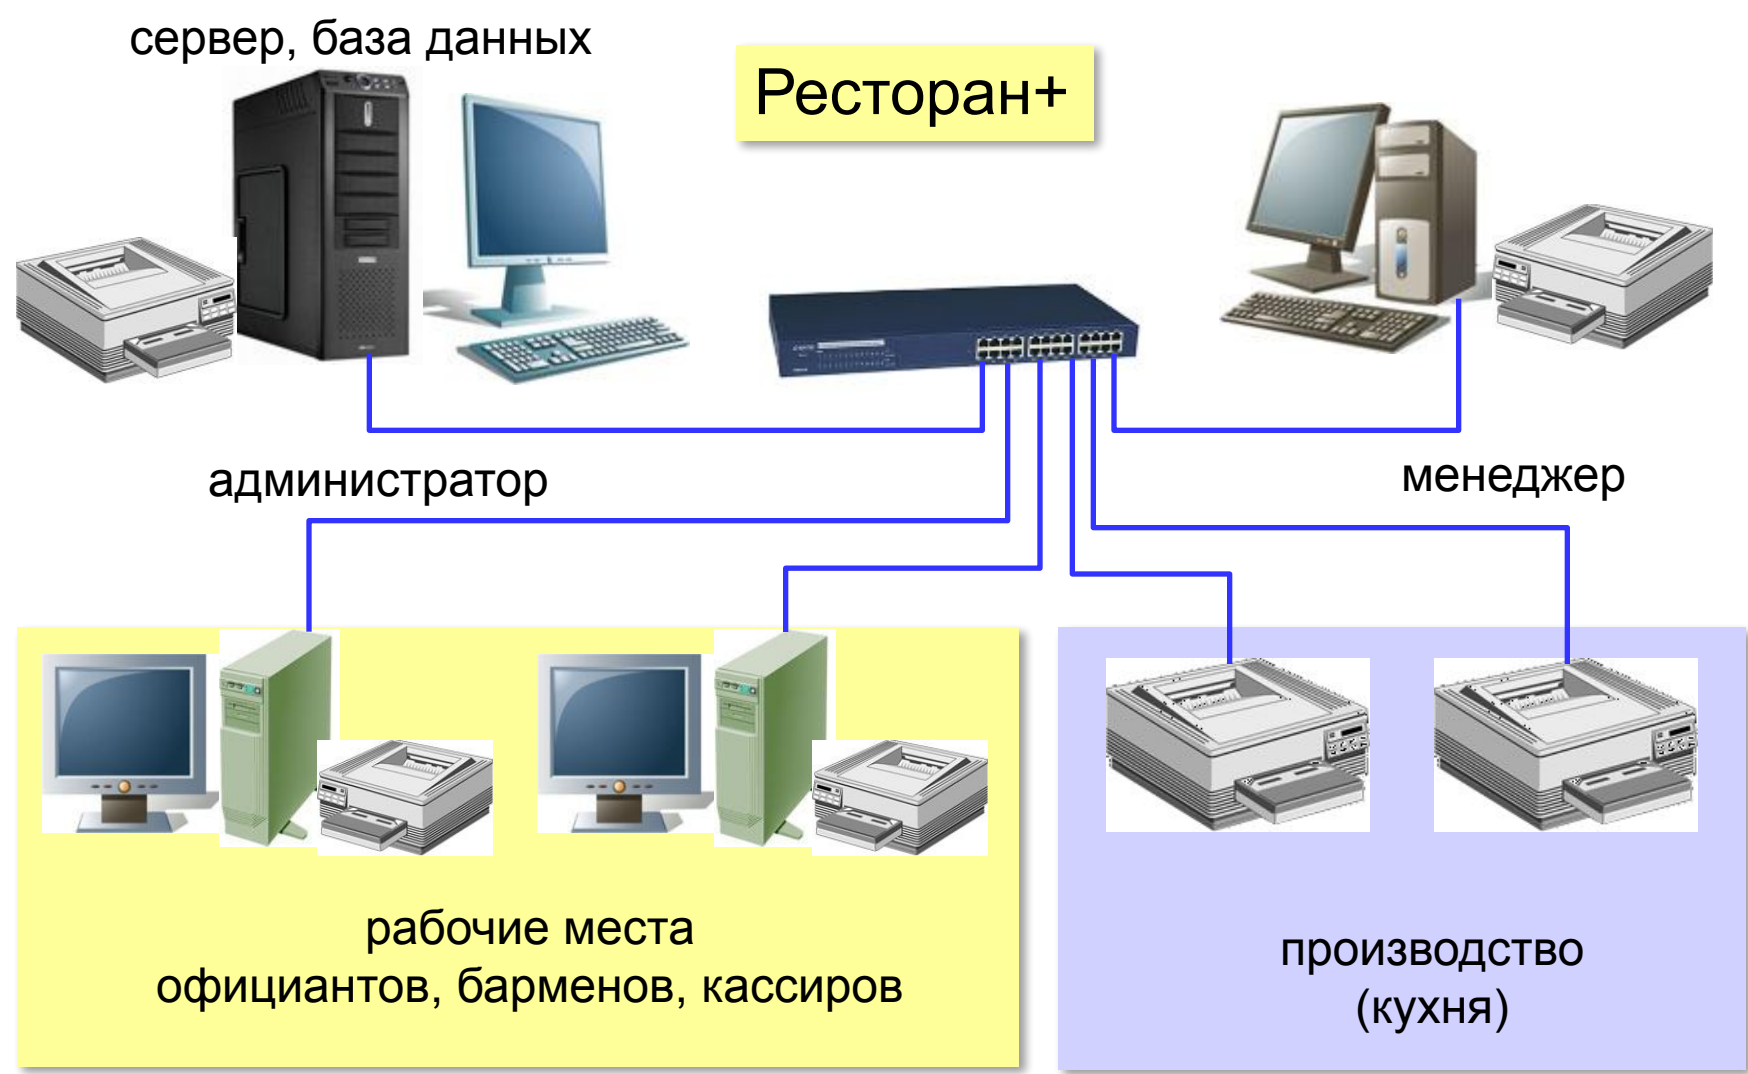 сервер, база данных
Ресторан+
администратор
менеджер
рабочие места
официантов, барменов, кассиров
производство
(кухня)